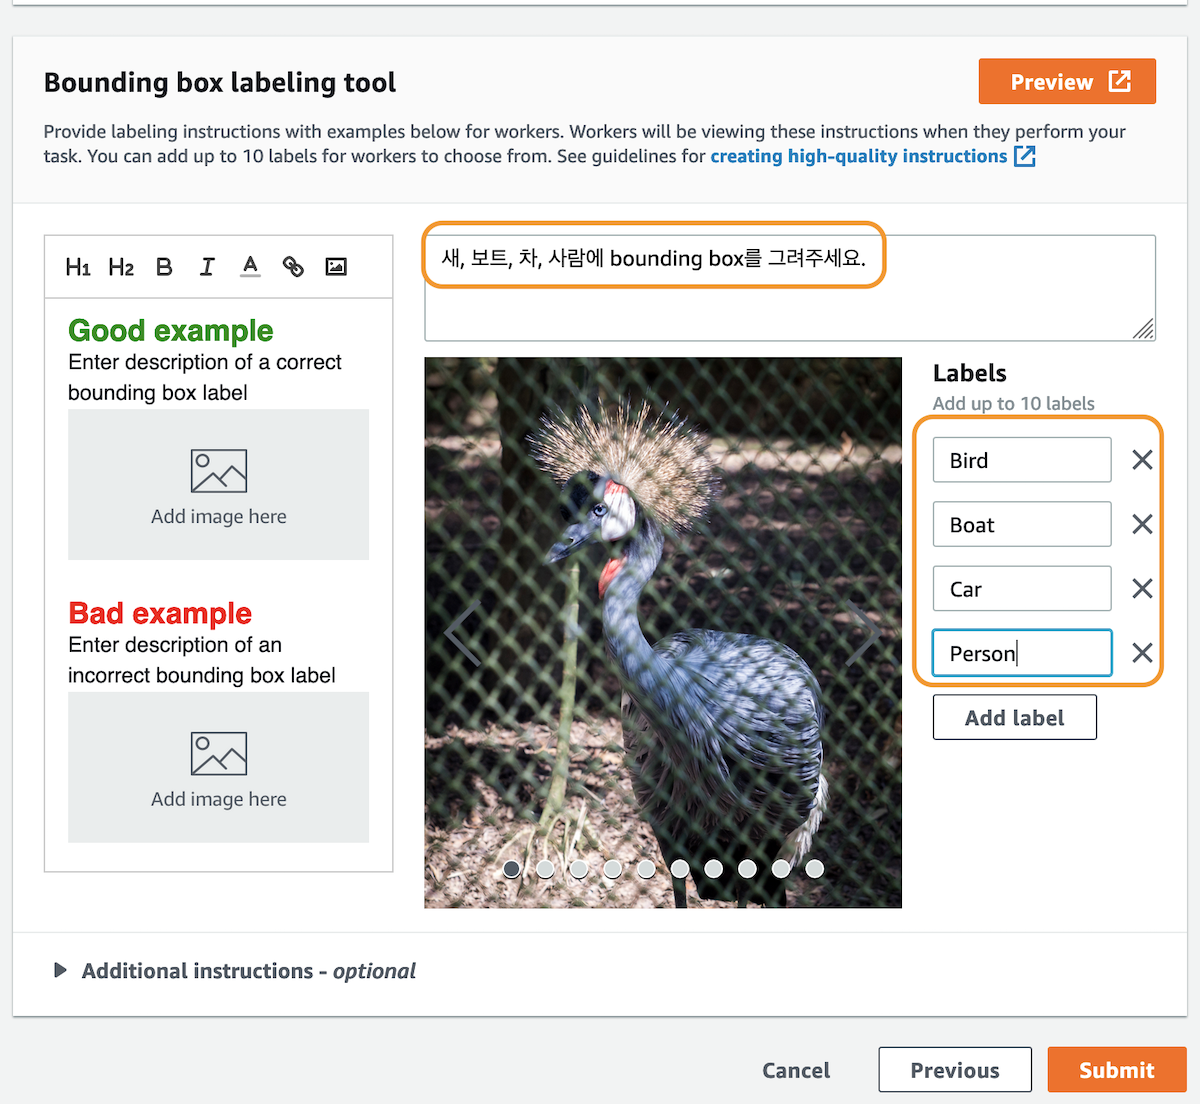 Bounding box labeling tool
Preview
Provide labeling instructions with examples below for workers. Workers will be viewing these instructions when they perform your
task. You can add up to 10 labels for workers to choose from. See guidelines for creating high-quality instructions
H1 H2 B I A
새, 보트, 차, 사람에 bounding box를 그려주세요.
Good example
Enter description of a correct
bounding box label
Add image here
Bad example
Enter description of an
incorrect bounding box label
Add image here
Labels
Add up to 10 labels
Bird
Boat
Car
Person
Add label
Additional instructions - optional
Cancel
Previous
Submit